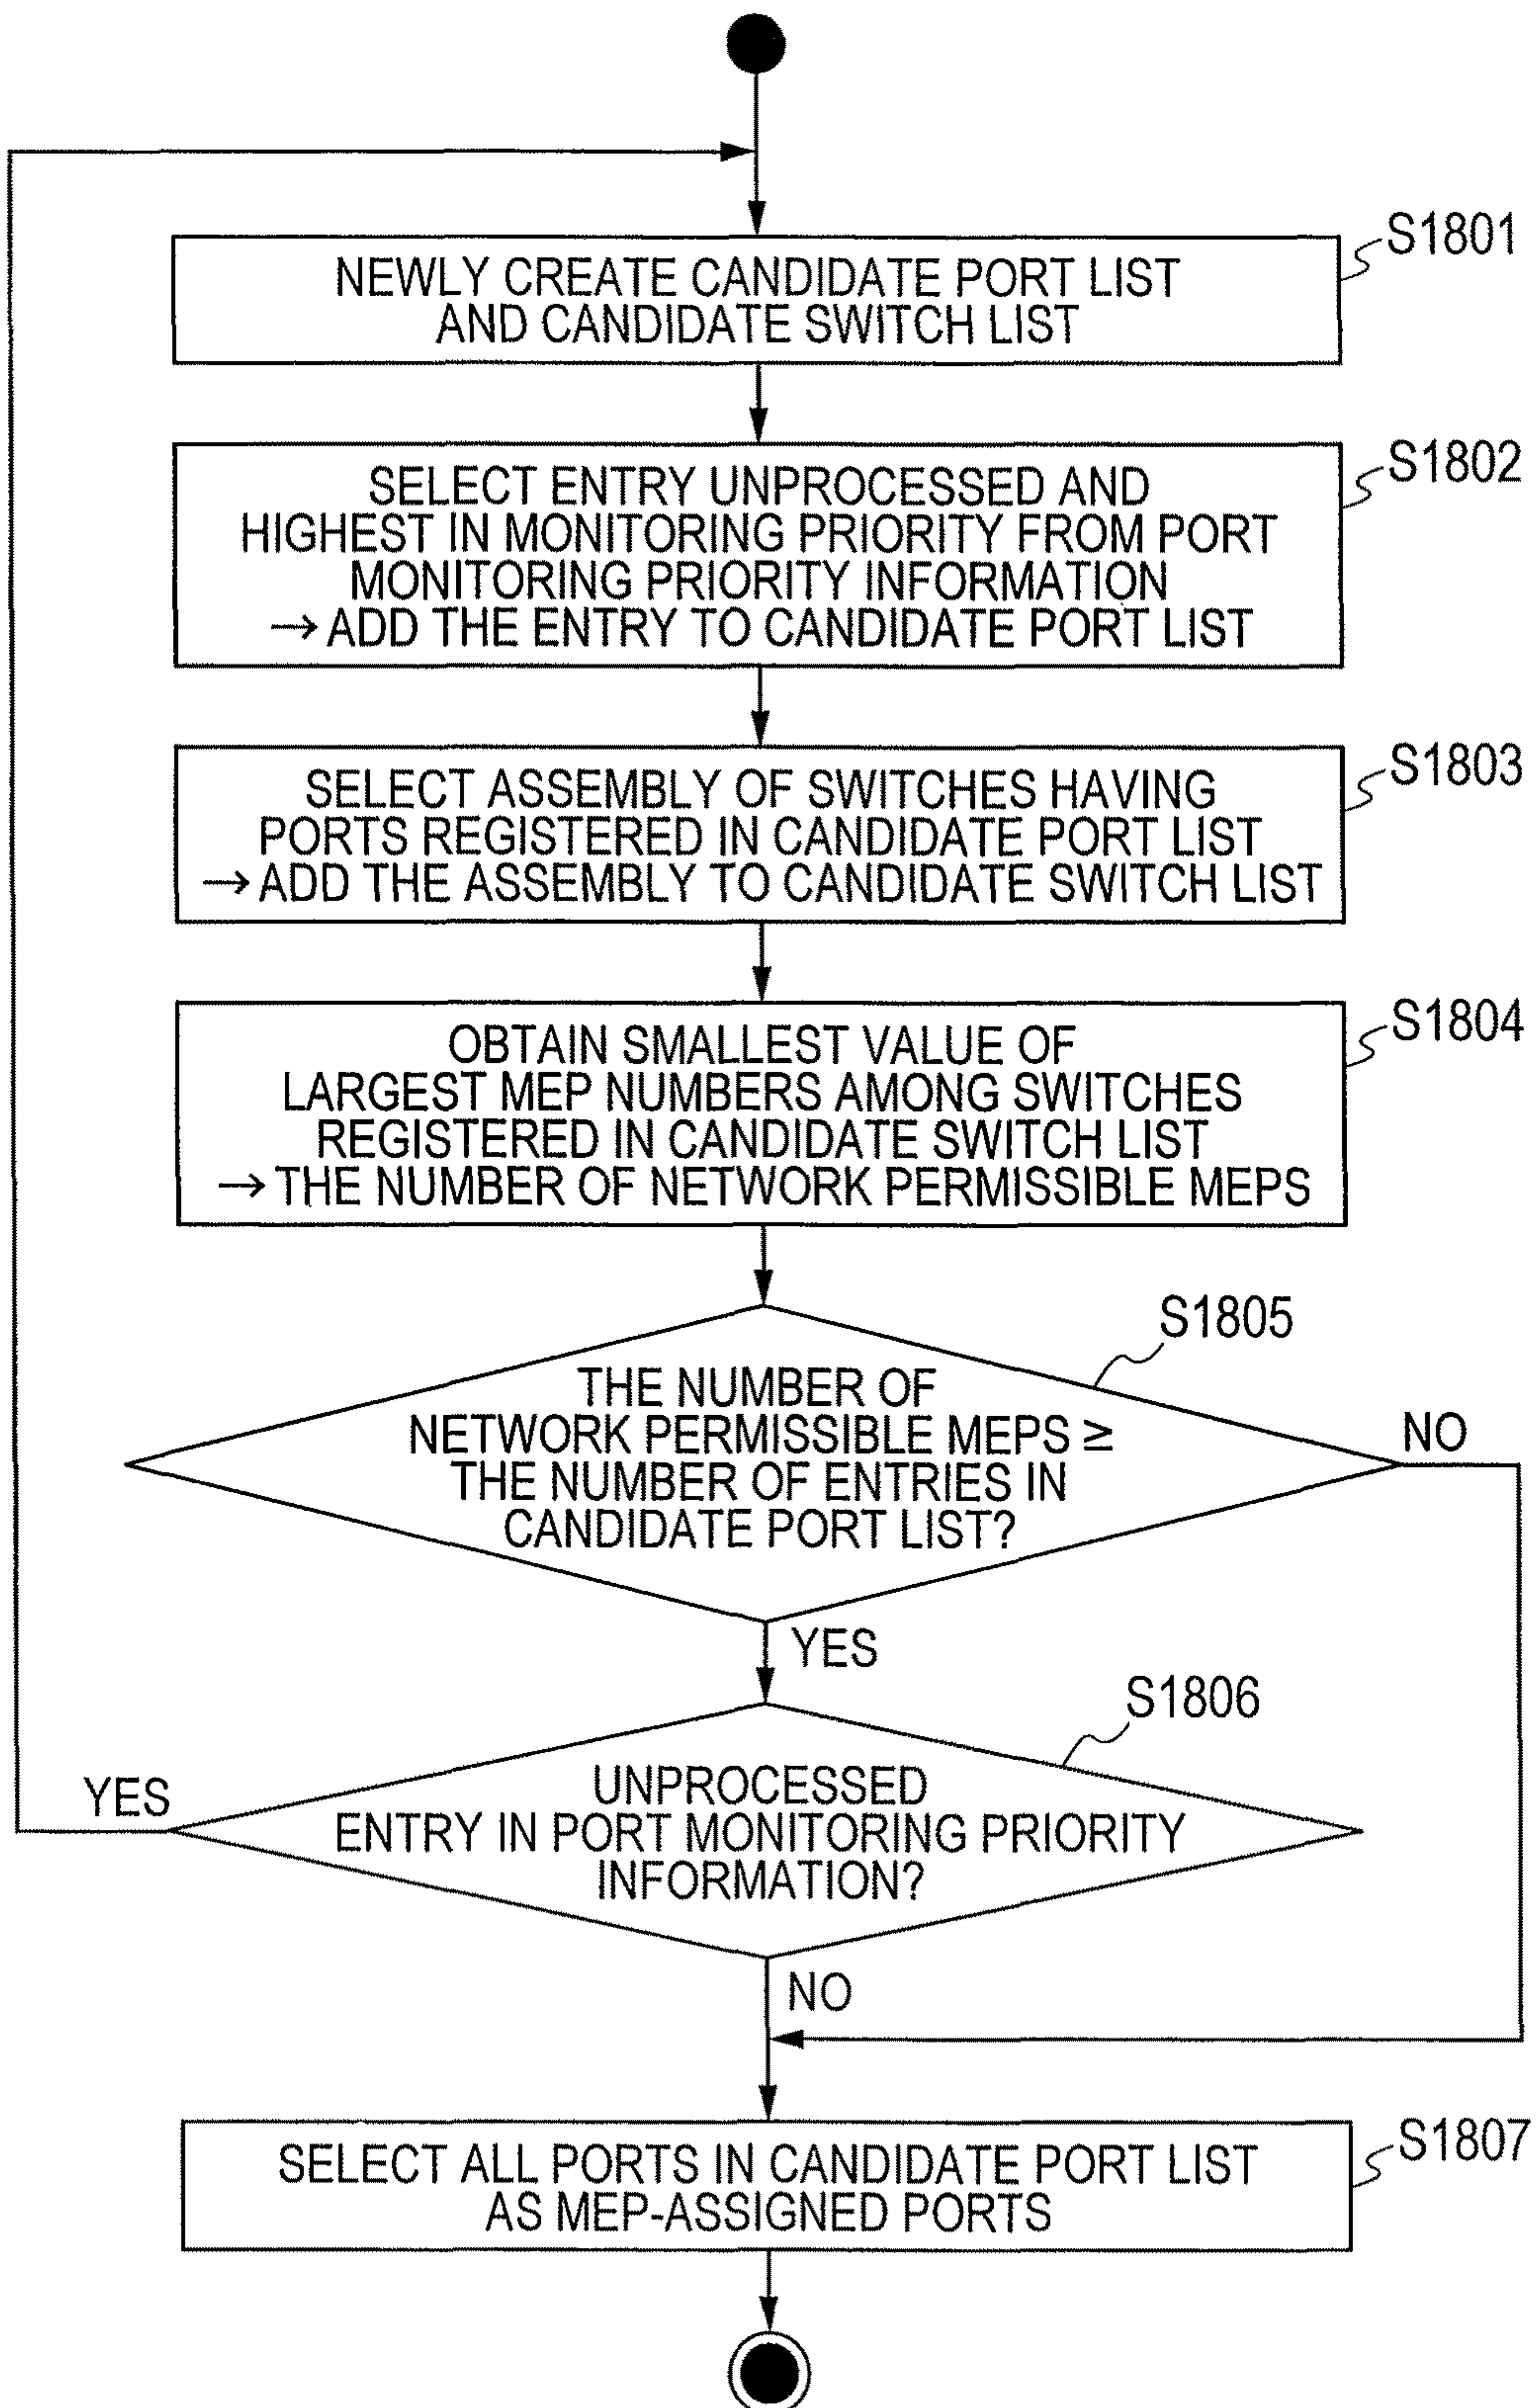 S1801
NEWLY CREATE CANDIDATE PORT LIST
AND CANDIDATE SWITCH LIST
S1802
SELECT ENTRY UNPROCESSED AND
HIGHEST IN MONITORING PRIORITY FROM PORT
MONITORING PRIORITY INFORMATION
→ADD THE ENTRY TO CANDIDATE PORT LIST
S1803
SELECT ASSEMBLY OF SWITCHES HAVING
PORTS REGISTERED IN CANDIDATE PORT LIST
→ADD THE ASSEMBLY TO CANDIDATE SWITCH LIST
S1804
OBTAIN SMALLEST VALUE OF
LARGEST MEP NUMBERS AMONG SWITCHES
REGISTERED IN CANDIDATE SWITCH LIST
→THE NUMBER OF NETWORK PERMISSIBLE MEPS
S1805
THE NUMBER OF
NETWORK PERMISSIBLE MEPS ≥
THE NUMBER OF ENTRIES IN
CANDIDATE PORT LIST?
NO
YES
S1806
UNPROCESSED
ENTRY IN PORT MONITORING PRIORITY
INFORMATION?
YES
NO
S1807
SELECT ALL PORTS IN CANDIDATE PORT LIST
AS MEP-ASSIGNED PORTS